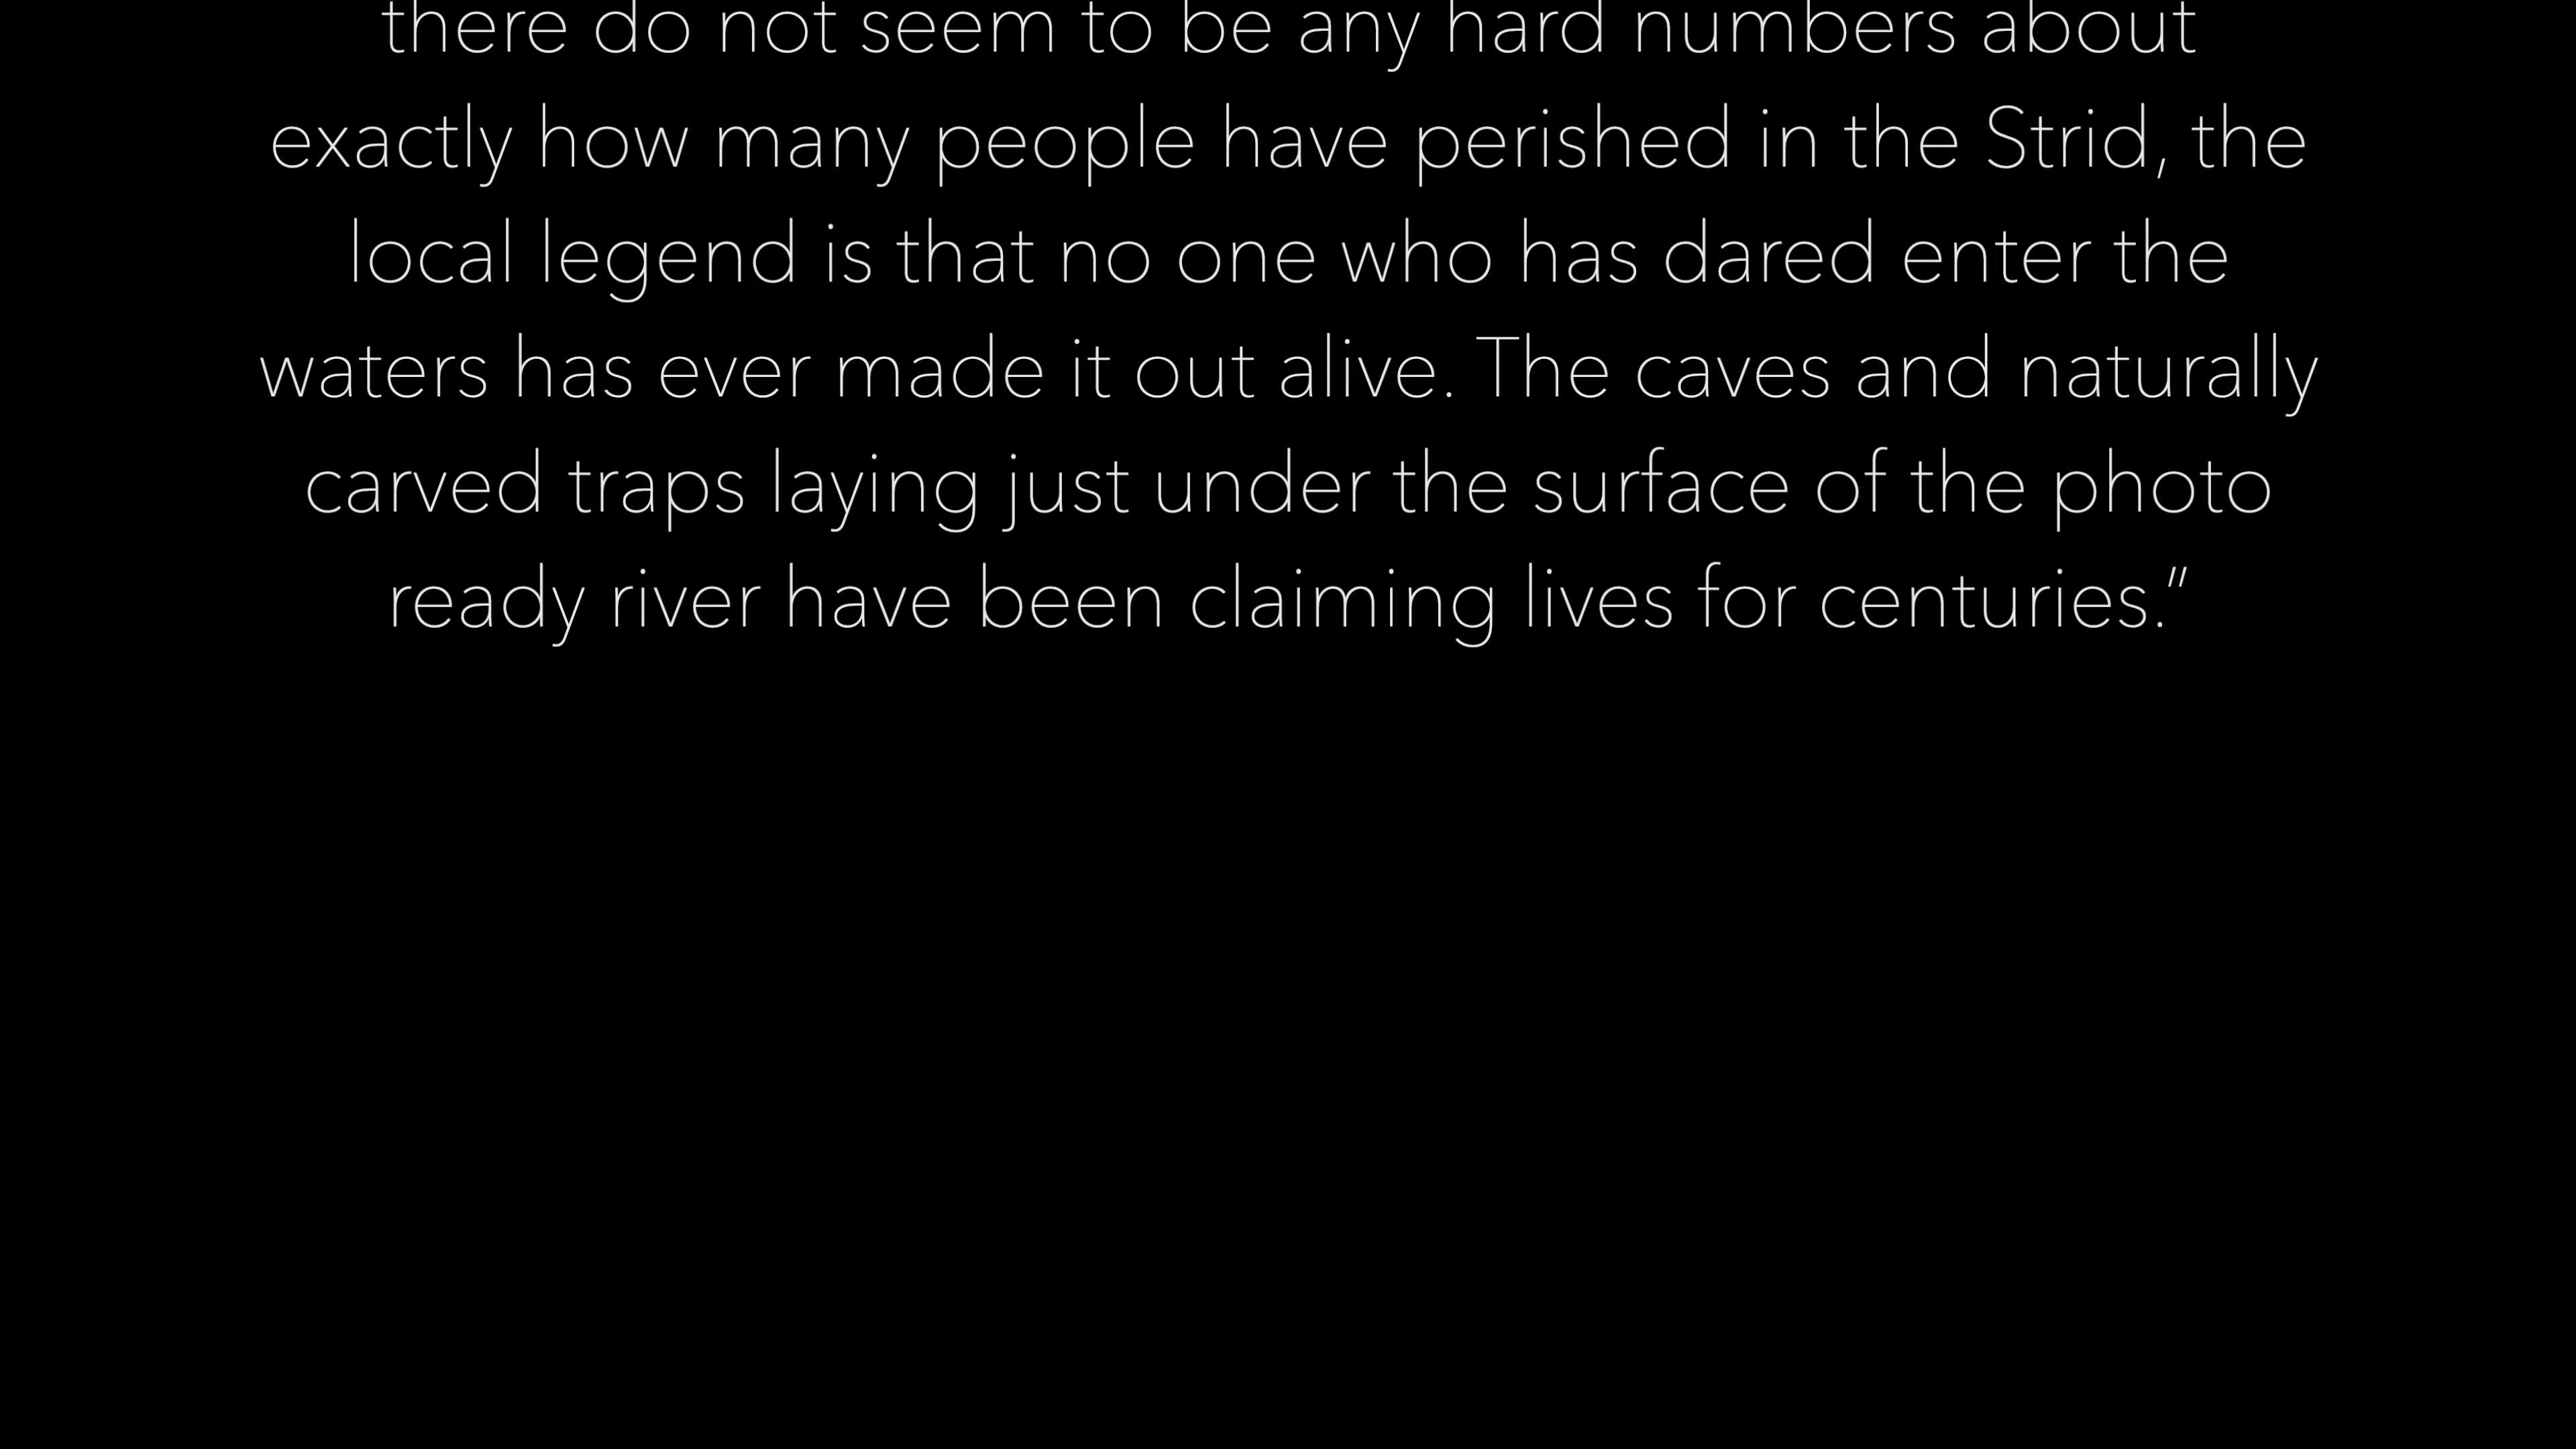 there do not seem to be any hard numbers about
exactly how many people have perished in the Strid, the
local legend is that no one who has dared enter the
waters has ever made it out alive. The caves and naturally
carved traps laying just under the surface of the photo
ready river have been claiming lives for centuries.”